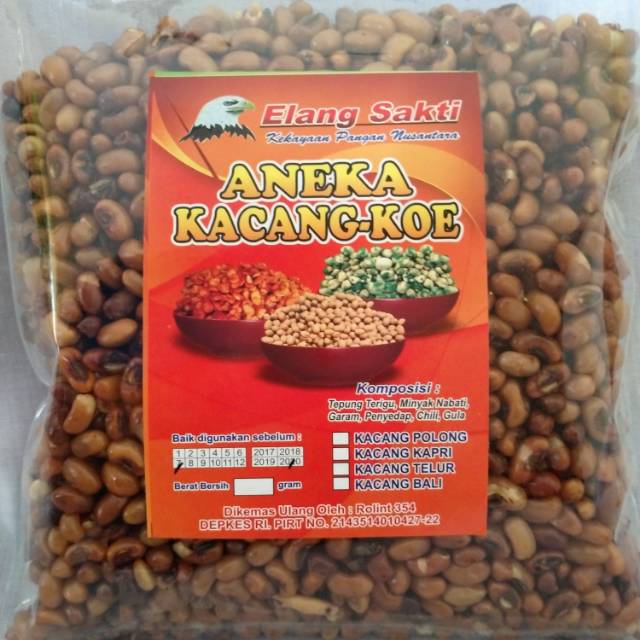 Elang Sakti
Kekayaan Pangan Nusantara
ANEKA
KACANG-KOE
Komposisi :
Tepung Terigu, Minyak Nabati,
Garam, Penyedap, Chili, Gula
Baik digunakan sebelum :
1 2 3 4 5 6 2017 2018
7 8 9 10 11 12 2019 2020
Berat Bersih gram
KACANG POLONG
KACANG KAPRI
KACANG TELUR
KACANG BALI
Dikemas Ulang Oleh : Rolint 354
DEPKES RI. PIRT NO. 2143514010427-22